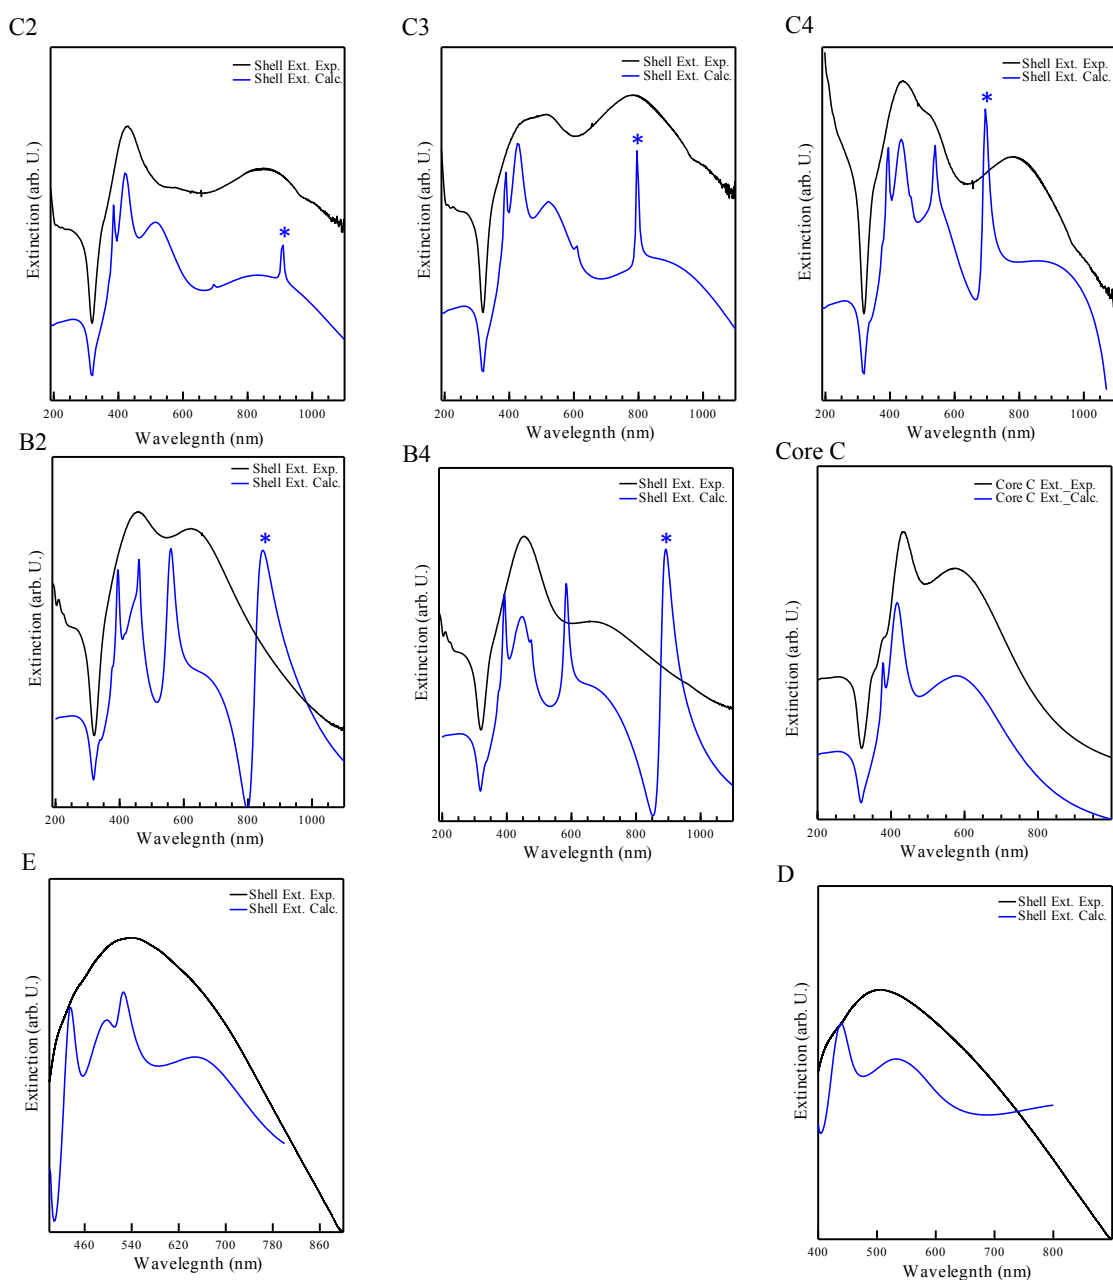 C2
C3
C4
Shell Ext. Exp.
Shell Ext. Calc.
*
Extinction (arb. U.)
200 400 600 800 1000
Wavelegnth (nm)
Shell Ext. Exp.
Shell Ext. Calc.
*
Extinction (arb. U.)
200 400 600 800 1000
Wavelegnth (nm)
Shell Ext. Exp.
Shell Ext. Calc.
*
Extinction (arb. U.)
200 400 600 800 1000
Wavelegnth (nm)
B2
B4
Core C
Shell Ext. Exp.
Shell Ext. Calc.
*
Extinction (arb. U.)
200 400 600 800 1000
Wavelegnth (nm)
Shell Ext. Exp.
Shell Ext. Calc.
*
Extinction (arb. U.)
200 400 600 800 1000
Wavelegnth (nm)
Core C Ext._Exp.
Core C Ext._Calc.
Extinction (arb. U.)
200 400 600 800
Wavelegnth (nm)
E
D
Shell Ext. Exp.
Shell Ext. Calc.
Extinction (arb. U.)
460 540 620 700 780 860
Wavelegnth (nm)
Shell Ext. Exp.
Shell Ext. Calc.
Extinction (arb. U.)
400 500 600 700 800
Wavelegnth (nm)